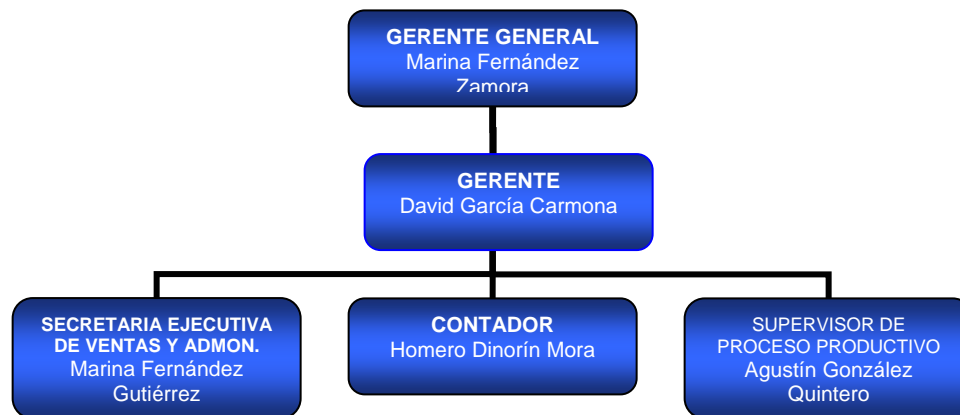 GERENTE GENERAL
Marina Fernández
Zamora
GERENTE
David García Carmona
SECRETARIA EJECUTIVA
DE VENTAS Y ADMON.
Marina Fernández
Gutiérrez
CONTADOR
Homero Dinorín Mora
SUPERVISOR DE
PROCESO PRODUCTIVO
Agustín González
Quintero